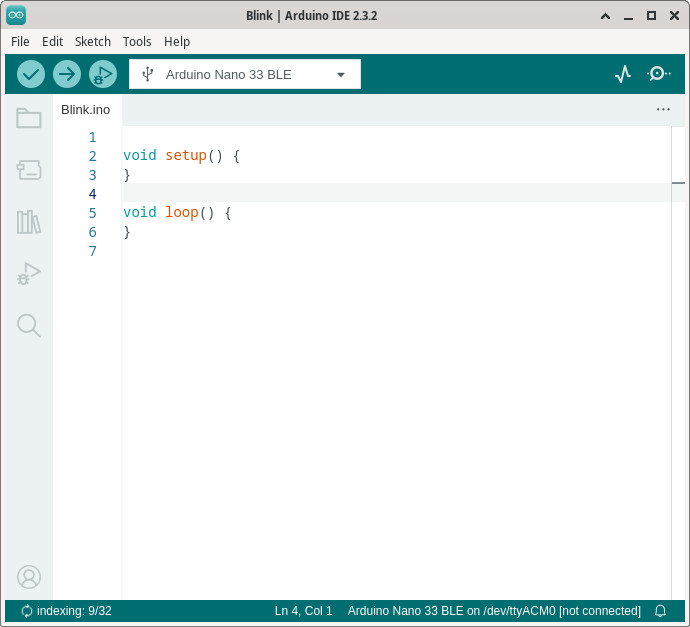 Blink | Arduino IDE 2.3.2
File Edit Sketch Tools Help
Arduino Nano 33 BLE
Blink.ino
1
2 void setup() {
3 }
4
5 void loop() {
6 }
7
indexing: 9/32 Ln 4, Col 1 Arduino Nano 33 BLE on /dev/ttyACM0 [not connected]